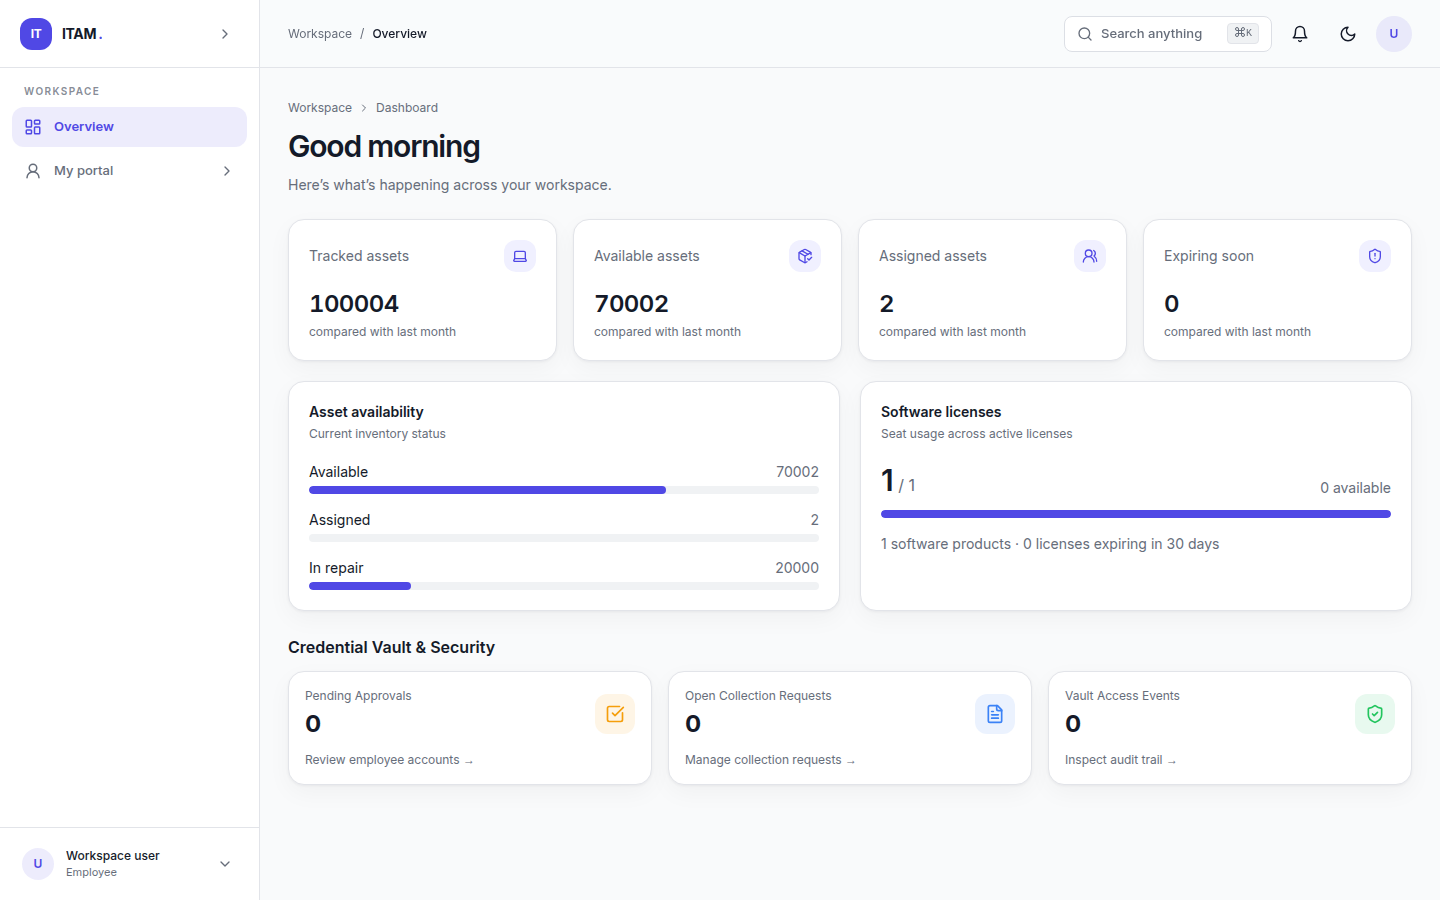 IT
ITAM.
Workspace / Overview
Search anything
⌘K
U
WORKSPACE
Overview
My portal
Workspace > Dashboard
Good morning
Here’s what’s happening across your workspace.
Tracked assets
100004
compared with last month
Available assets
70002
compared with last month
Assigned assets
2
compared with last month
Expiring soon
0
compared with last month
Asset availability
Current inventory status
Available 70002
Assigned 2
In repair 20000
Software licenses
Seat usage across active licenses
1 / 1
0 available
1 software products · 0 licenses expiring in 30 days
Credential Vault & Security
Pending Approvals
0
Review employee accounts →
Open Collection Requests
0
Manage collection requests →
Vault Access Events
0
Inspect audit trail →
U
Workspace user
Employee